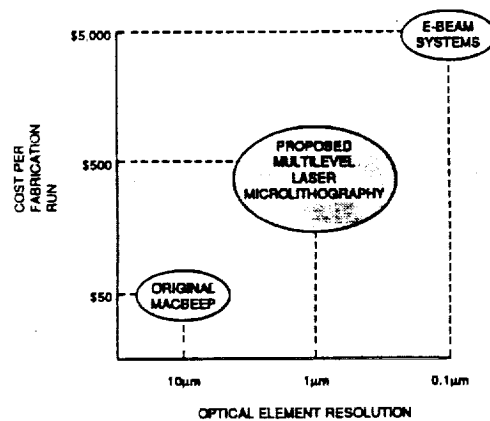 $5,000
E-BEAM
SYSTEMS
$500
PROPOSED
MULTILEVEL
LASER
MICROLITHOGRAPHY
COST PER
FABRICATION
RUN
$50
ORIGINAL
MACBEEP
10μm
1μm
0.1μm
OPTICAL ELEMENT RESOLUTION